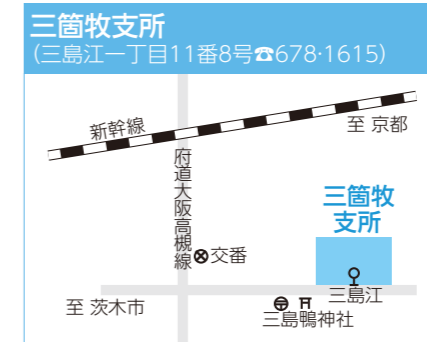 三箇牧支所
(三島江一丁目11番8号☎678·1615)
新幹線
至 京都
府道大阪高槻線
三箇牧
支所
交番
三島江
至 茨木市
三島鴨神社